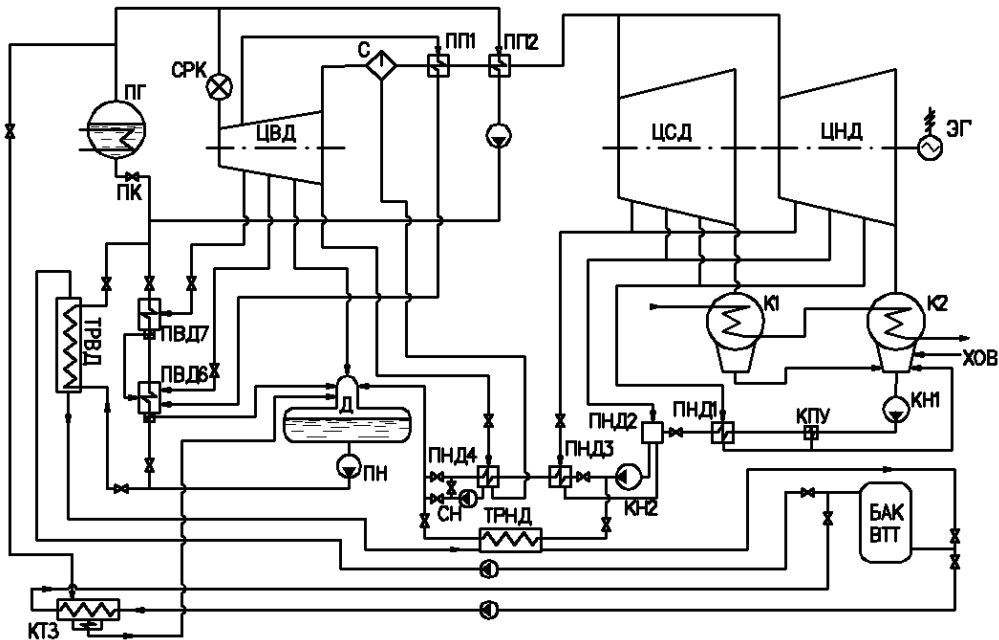 ПП1
ПП2
С
СРК
ПГ
ЦВД
ЦСД
ЦНД
ЭГ
ПК
К1
К2
ТРВД
ПВД7
ХОВ
ПВД6
Д
КН1
ПНД2
ПНД1
КПУ
ПНД4
ПНД3
ПН
СН
КН2
ТРНД
БАК
ВТТ
КТЗ